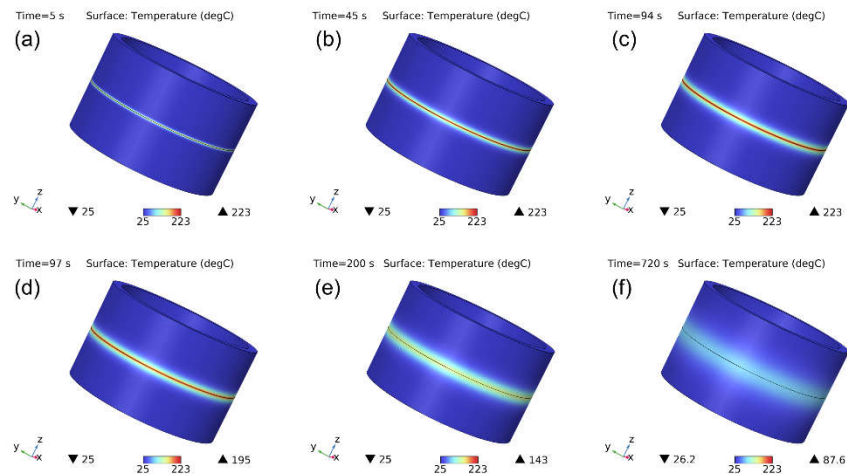 Time=5 s Surface: Temperature (degC)
(a)
y z x
▼ 25
25 223
▲ 223
Time=45 s Surface: Temperature (degC)
(b)
y z x
▼ 25
25 223
▲ 223
Time=94 s Surface: Temperature (degC)
(c)
y z x
▼ 25
25 223
▲ 223
Time=97 s Surface: Temperature (degC)
(d)
y z x
▼ 25
25 223
▲ 195
Time=200 s Surface: Temperature (degC)
(e)
y z x
▼ 25
25 223
▲ 143
Time=720 s Surface: Temperature (degC)
(f)
y z x
▼ 26.2
25 223
▲ 87.6